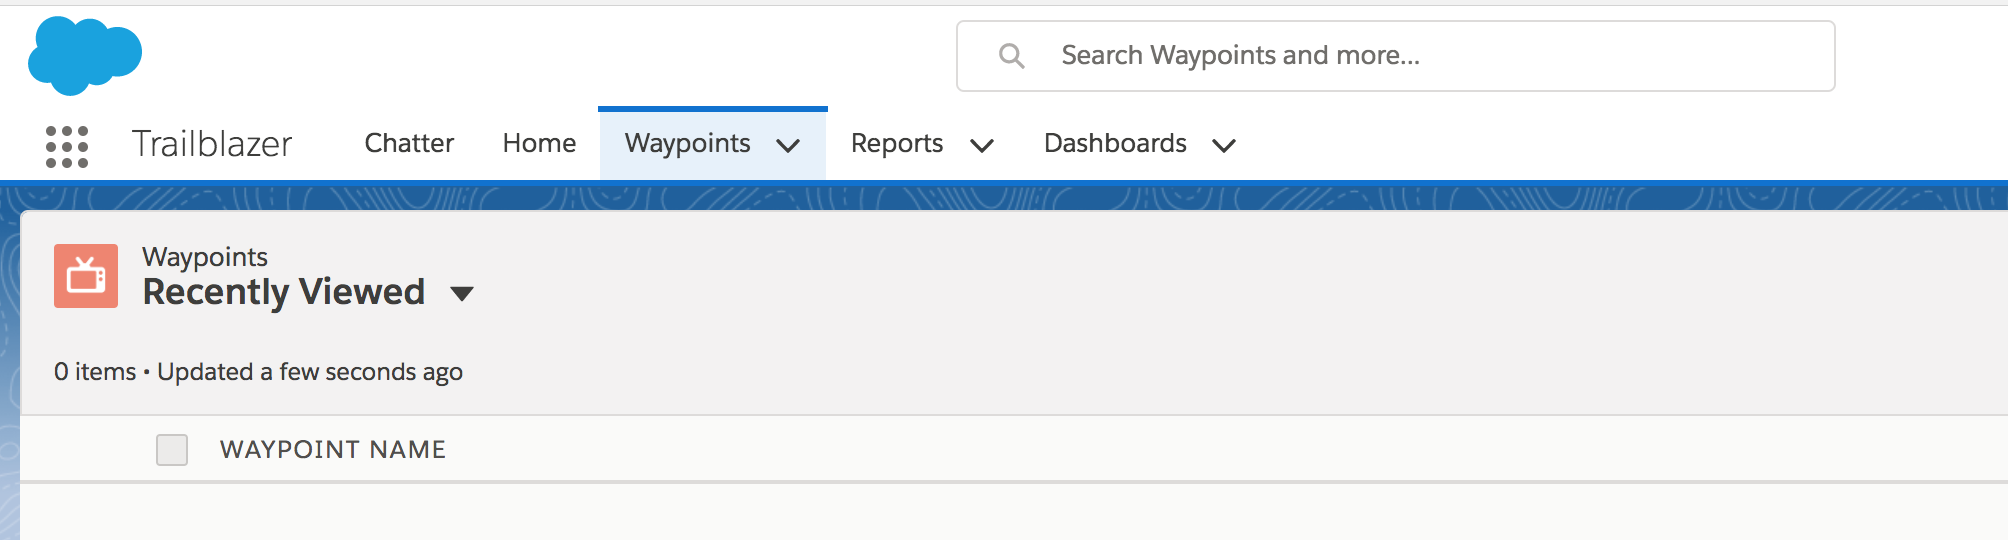 Search Waypoints and more...
Trailblazer Chatter Home Waypoints Reports Dashboards
Waypoints
Recently Viewed
0 items • Updated a few seconds ago
WAYPOINT NAME